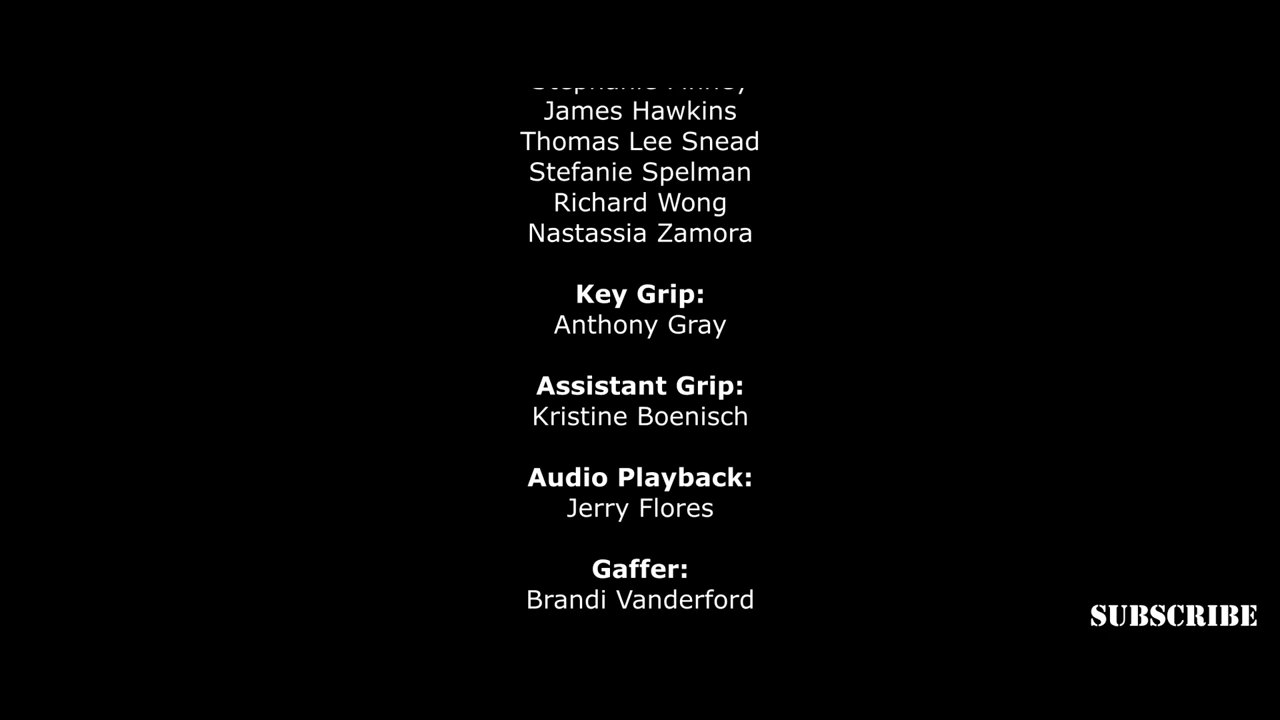 James Hawkins
Thomas Lee Snead
Stefanie Spelman
Richard Wong
Nastassia Zamora
Key Grip:
Anthony Gray
Assistant Grip:
Kristine Boenisch
Audio Playback:
Jerry Flores
Gaffer:
Brandi Vanderford
SUBSCRIBE